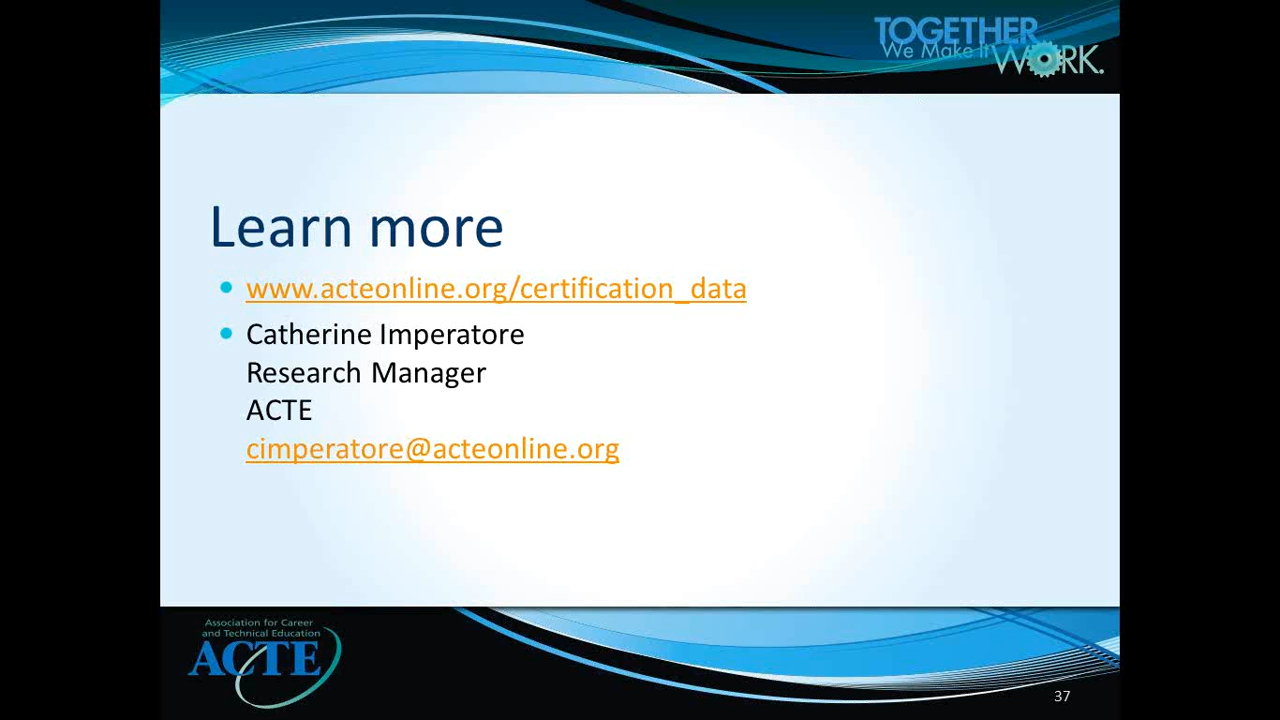 TOGETHER
We Make It
WORK.
Learn more
• www.acteonline.org/certification_data
• Catherine Imperatore
Research Manager
ACTE
cimperatore@acteonline.org
Association for Career
and Technical Education
ACTE
37